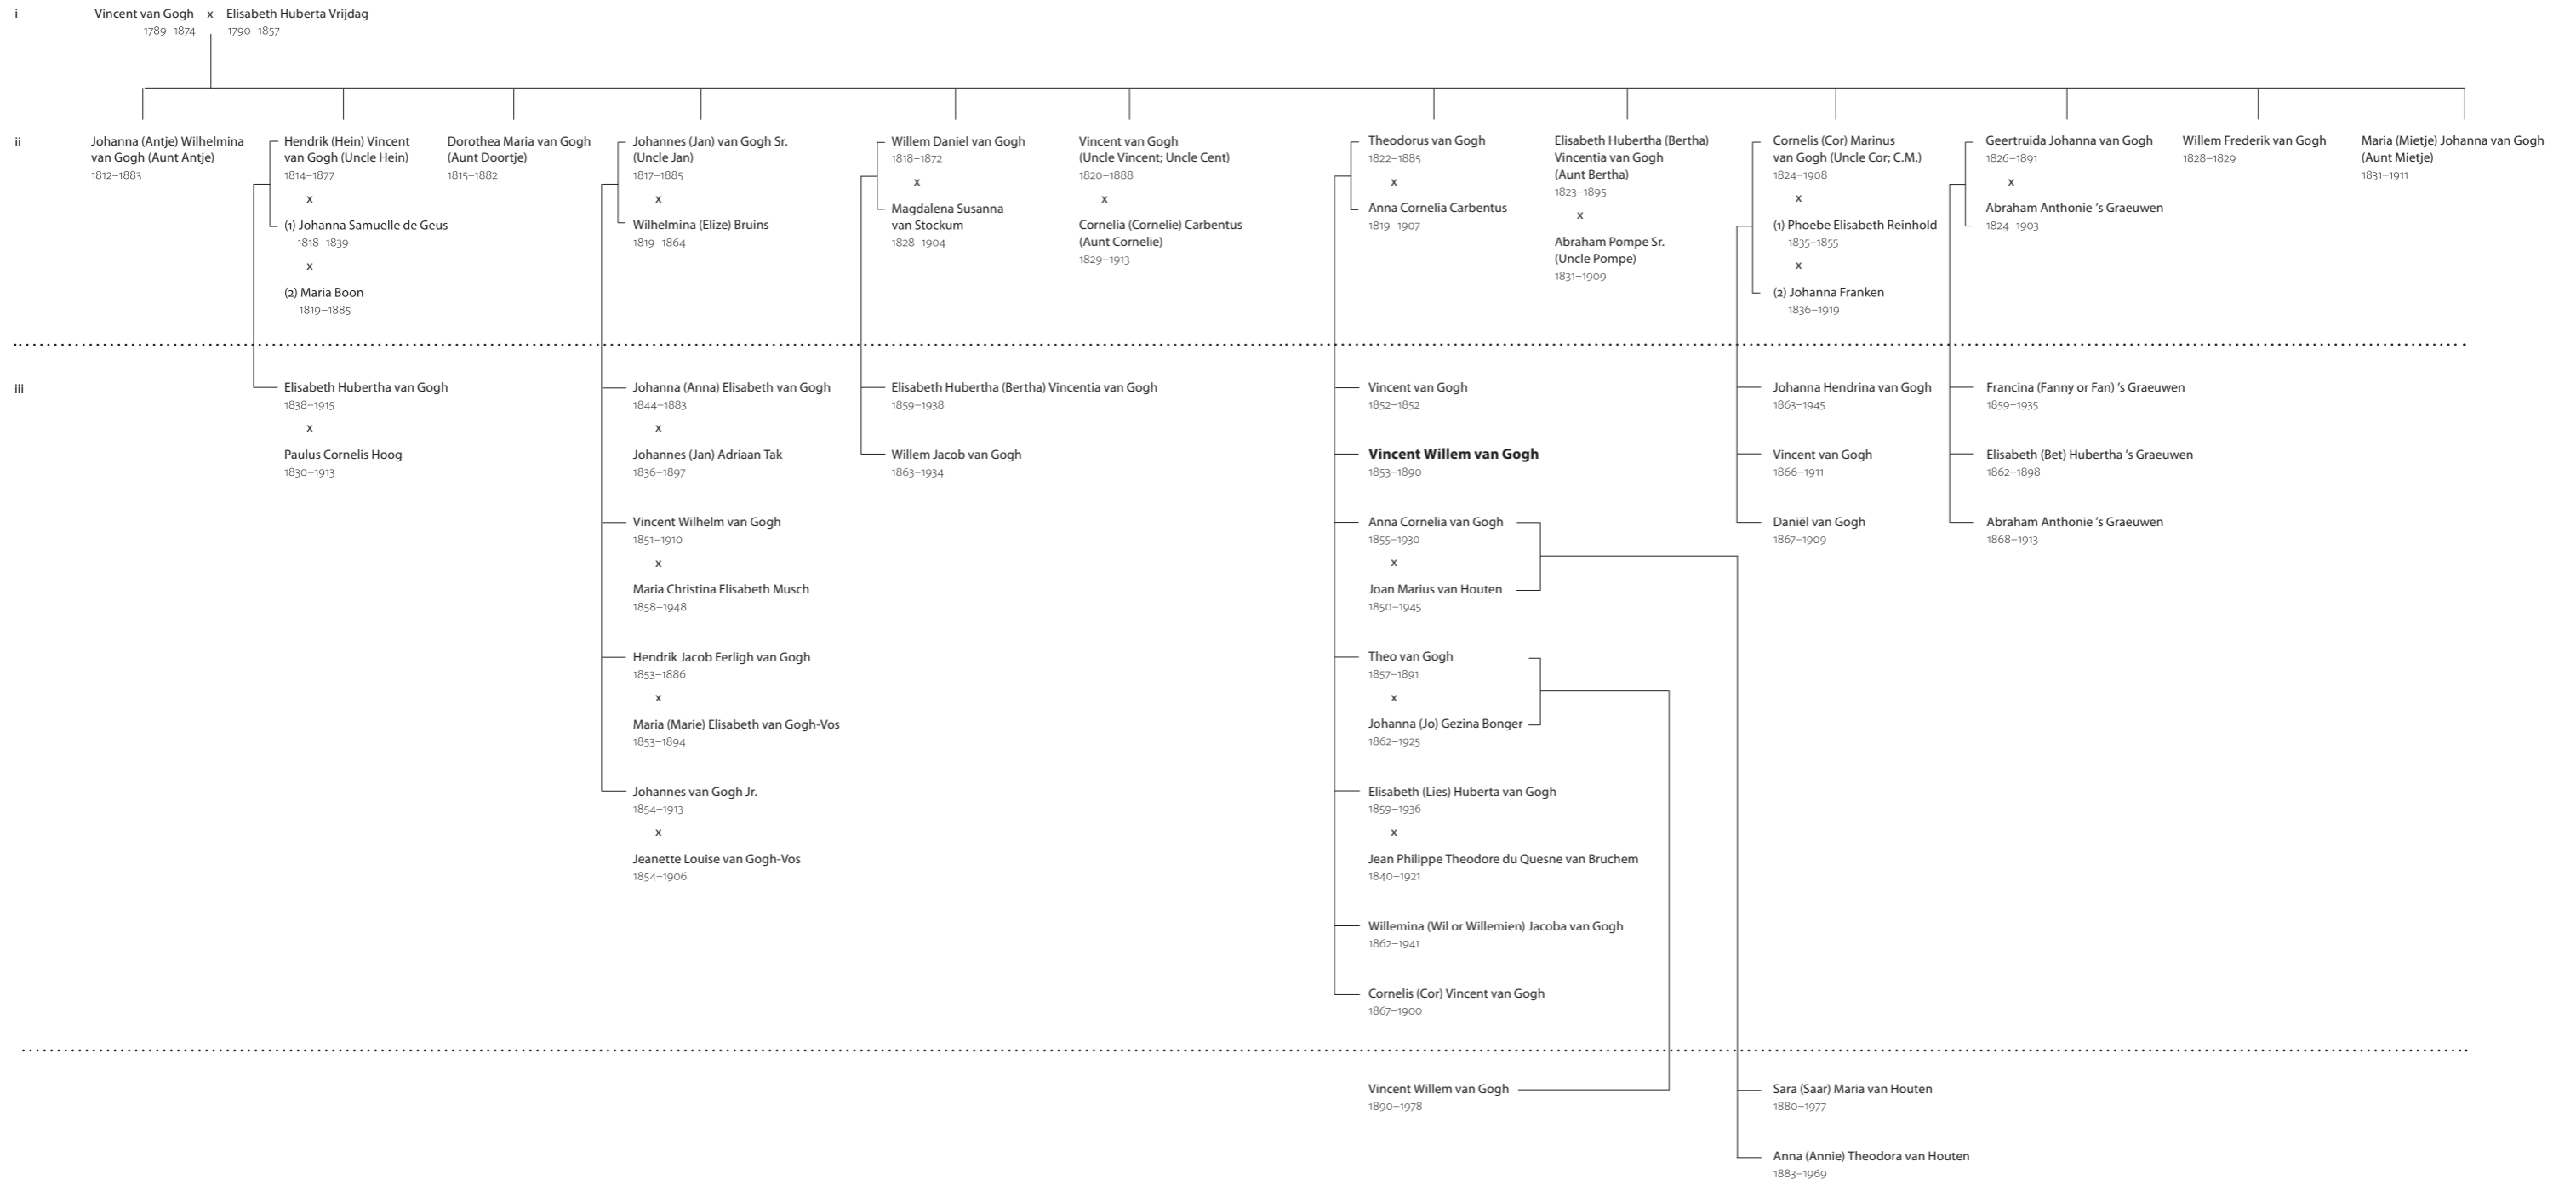 i
Vincent van Gogh x Elisabeth Huberta Vrijdag
1789–1874 1790–1857
ii
Johanna (Antje) Wilhelmina
van Gogh (Aunt Antje)
1812–1883
Hendrik (Hein) Vincent
van Gogh (Uncle Hein)
1814–1877
x
(1) Johanna Samuelle de Geus
1818–1839
x
(2) Maria Boon
1819–1885
Dorothea Maria van Gogh
(Aunt Doortje)
1815–1882
Johannes (Jan) van Gogh Sr.
(Uncle Jan)
1817–1885
x
Wilhelmina (Elize) Bruins
1819–1864
Willem Daniel van Gogh
1818–1872
x
Magdalena Susanna
van Stockum
1828–1904
Vincent van Gogh
(Uncle Vincent; Uncle Cent)
1820–1888
x
Cornelia (Cornelie) Carbentus
(Aunt Cornelie)
1829–1913
Theodorus van Gogh
1822–1885
x
Anna Cornelia Carbentus
1819–1907
Elisabeth Hubertha (Bertha)
Vincentia van Gogh
(Aunt Bertha)
1823–1895
x
Abraham Pompe Sr.
(Uncle Pompe)
1831–1909
Cornelis (Cor) Marinus
van Gogh (Uncle Cor; C.M.)
1824–1908
x
(1) Phoebe Elisabeth Reinhold
1835–1855
x
(2) Johanna Franken
1836–1919
Geertruida Johanna van Gogh
1826–1891
x
Abraham Anthonie 's Graeuwen
1824–1903
Willem Frederik van Gogh
1828–1829
Maria (Mietje) Johanna van Gogh
(Aunt Mietje)
1831–1911
iii
Elisabeth Hubertha van Gogh
1838–1915
x
Paulus Cornelis Hoog
1830–1913
Johanna (Anna) Elisabeth van Gogh
1844–1883
x
Johannes (Jan) Adriaan Tak
1836–1897
Vincent Wilhelm van Gogh
1851–1910
x
Maria Christina Elisabeth Musch
1858–1948
Hendrik Jacob Eerligh van Gogh
1853–1886
x
Maria (Marie) Elisabeth van Gogh-Vos
1853–1894
Johannes van Gogh Jr.
1854–1913
x
Jeanette Louise van Gogh-Vos
1854–1906
Elisabeth Hubertha (Bertha) Vincentia van Gogh
1859–1938
Willem Jacob van Gogh
1863–1934
Vincent van Gogh
1852–1852
Vincent Willem van Gogh
1853–1890
Anna Cornelia van Gogh
1855–1930
x
Joan Marius van Houten
1850–1945
Theo van Gogh
1857–1891
x
Johanna (Jo) Gezina Bonger
1862–1925
Elisabeth (Lies) Huberta van Gogh
1859–1936
x
Jean Philippe Theodore du Quesne van Bruchem
1840–1921
Willemina (Wil or Willemien) Jacoba van Gogh
1862–1941
Cornelis (Cor) Vincent van Gogh
1867–1900
Johanna Hendrina van Gogh
1863–1945
Vincent van Gogh
1866–1911
Daniël van Gogh
1867–1909
Francina (Fanny or Fan) 's Graeuwen
1859–1935
Elisabeth (Bet) Hubertha 's Graeuwen
1862–1898
Abraham Anthonie 's Graeuwen
1868–1913
Vincent Willem van Gogh
1890–1978
Sara (Saar) Maria van Houten
1880–1977
Anna (Annie) Theodora van Houten
1883–1969